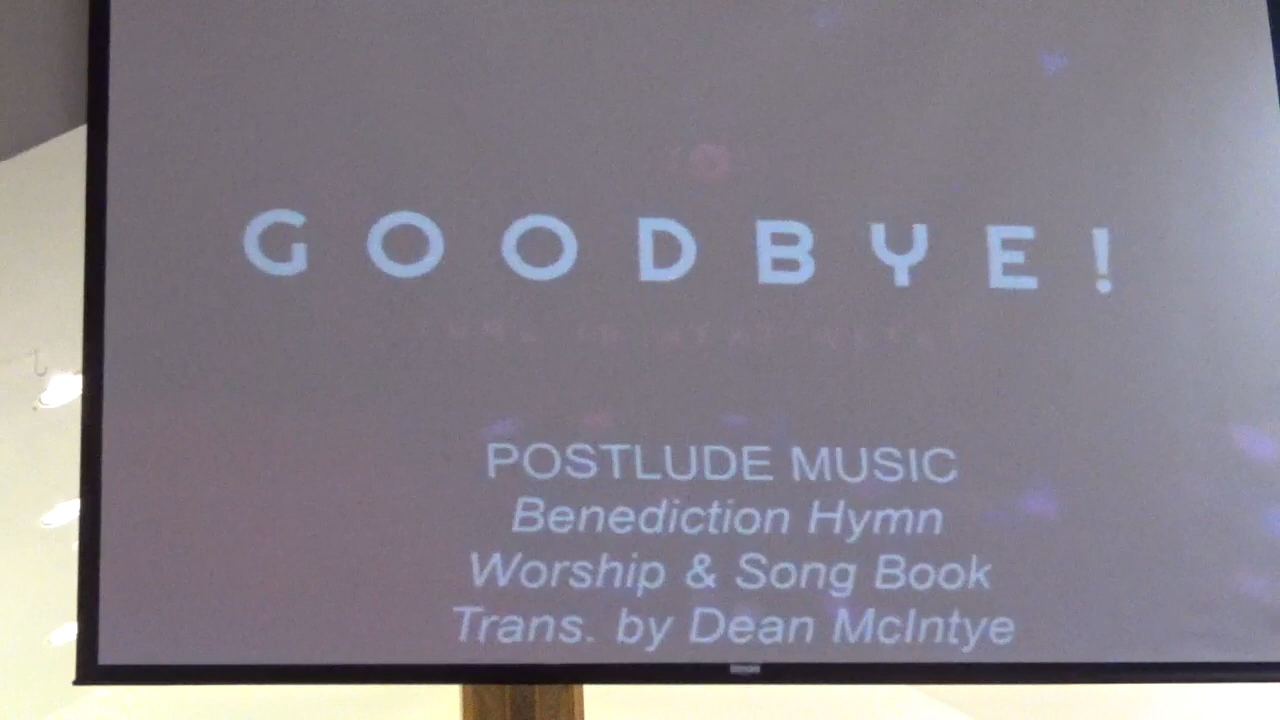 GOODBYE!
POSTLUDE MUSIC
Benediction Hymn
Worship & Song Book
Trans. by Dean McIntye